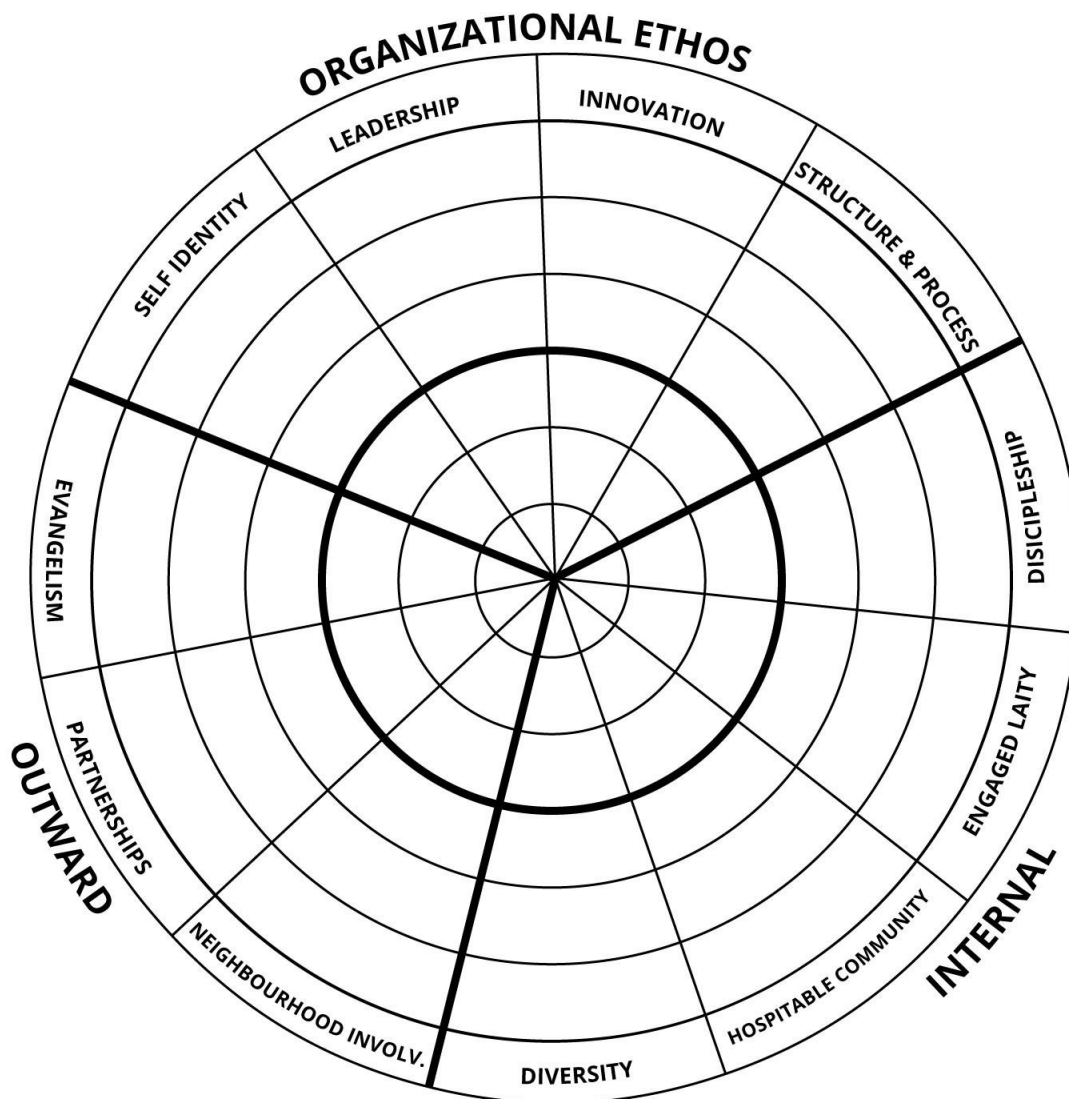 ORGANIZATIONAL ETHOS
LEADERSHIP
INNOVATION
STRUCTURE & PROCESS
SELF IDENTITY
DISICIPLESHIP
EVANGELISM
ENGAGED LAITY
PARTNERSHIPS
OUTWARD
INTERNAL
HOSPITABLE COMMUNITY
NEIGHBOURHOOD INVOLV.
DIVERSITY